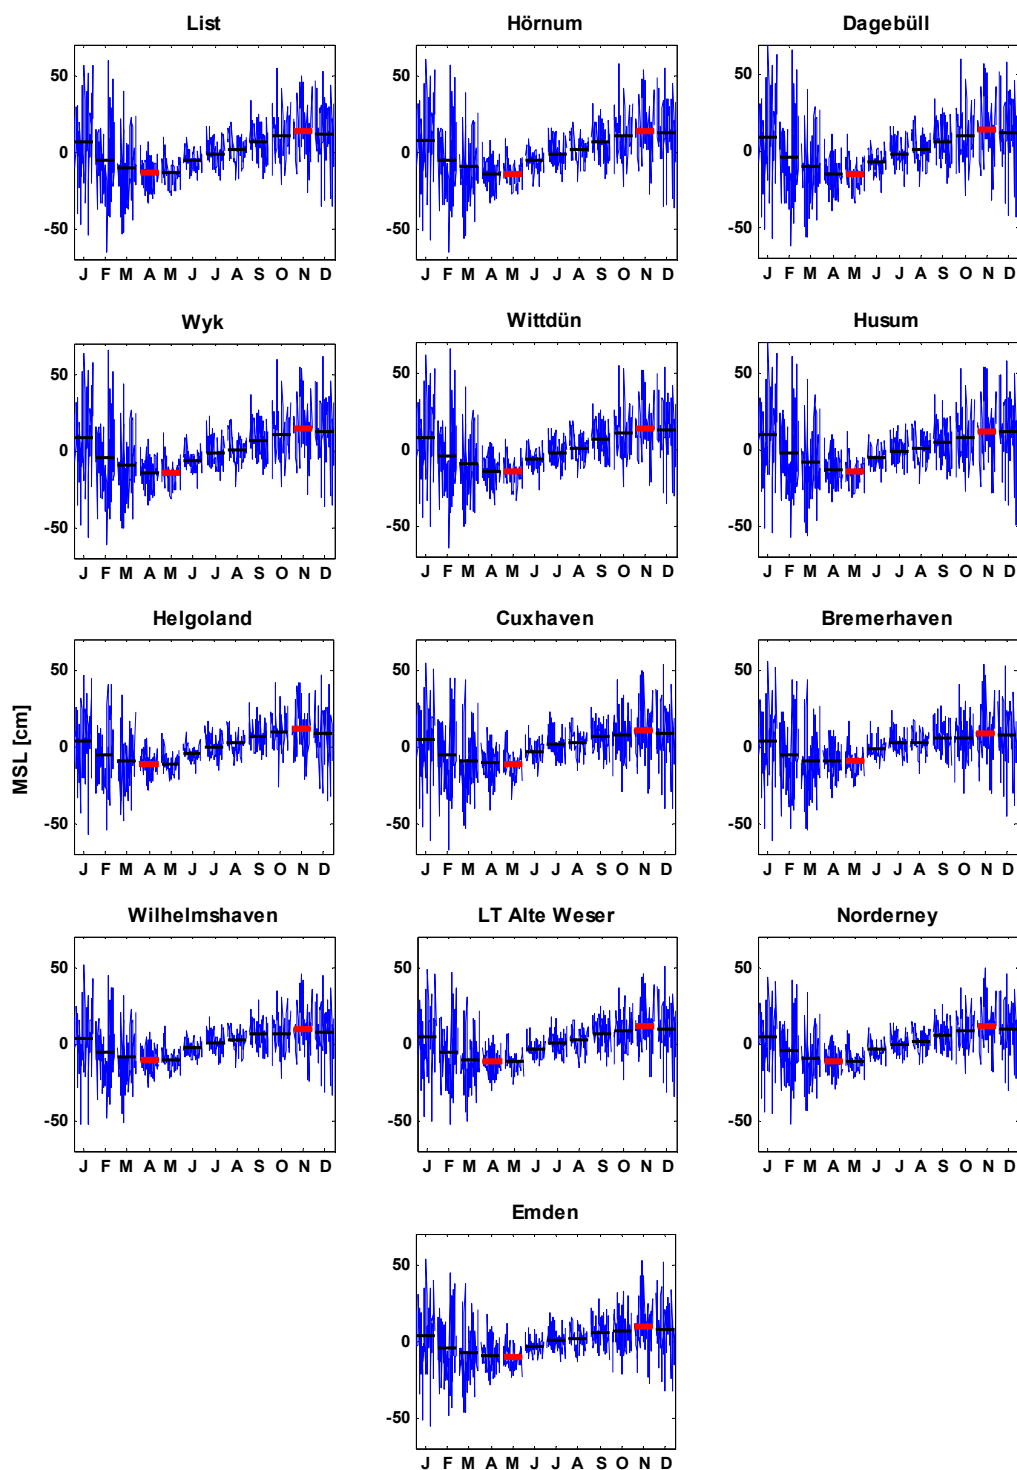 List Hörnum Dagebüll
50 50 50
0 0 0
-50 -50 -50
J F M A M J J A S O N D J F M A M J J A S O N D J F M A M J J A S O N D
Wyk Wittdün Husum
50 50 50
0 0 0
-50 -50 -50
J F M A M J J A S O N D J F M A M J J A S O N D J F M A M J J A S O N D
Helgoland Cuxhaven Bremerhaven
50 50 50
MSL [cm]
0 0 0
-50 -50 -50
J F M A M J J A S O N D J F M A M J J A S O N D J F M A M J J A S O N D
Wilhelmshaven LT Alte Weser Norderney
50 50 50
0 0 0
-50 -50 -50
J F M A M J J A S O N D J F M A M J J A S O N D J F M A M J J A S O N D
Emden
50
0
-50
J F M A M J J A S O N D